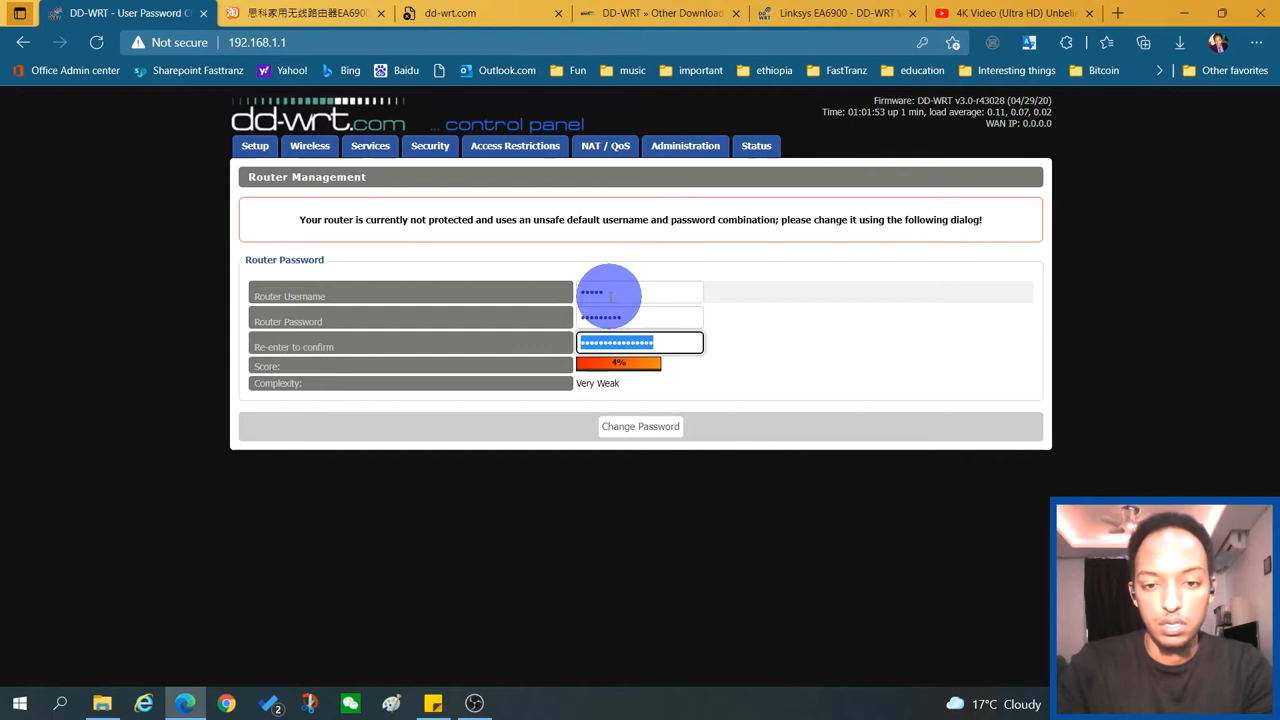 DD-WRT - User Password C
思科家用无线路由器EA6900
dd-wrt.com
DD-WRT » Other Download
Linksys EA6900 - DD-WRT W
4K Video (Ultra HD) Unbelie
Not secure
192.168.1.1
Office Admin center
Sharepoint Fasttranz
Yahoo!
Bing
Baidu
Outlook.com
Fun
music
important
ethiopia
FastTranz
education
Interesting things
Bitcoin
Other favorites
dd-wrt.com
... control panel
Firmware: DD-WRT v3.0-r43028 (04/29/20)
Time: 01:01:53 up 1 min, load average: 0.11, 0.07, 0.02
WAN IP: 0.0.0.0
Setup
Wireless
Services
Security
Access Restrictions
NAT / QoS
Administration
Status
Router Management
Your router is currently not protected and uses an unsafe default username and password combination; please change it using the following dialog!
Router Password
Router Username
Router Password
Re-enter to confirm
Score:
4%
Complexity:
Very Weak
Change Password
2
17°C Cloudy